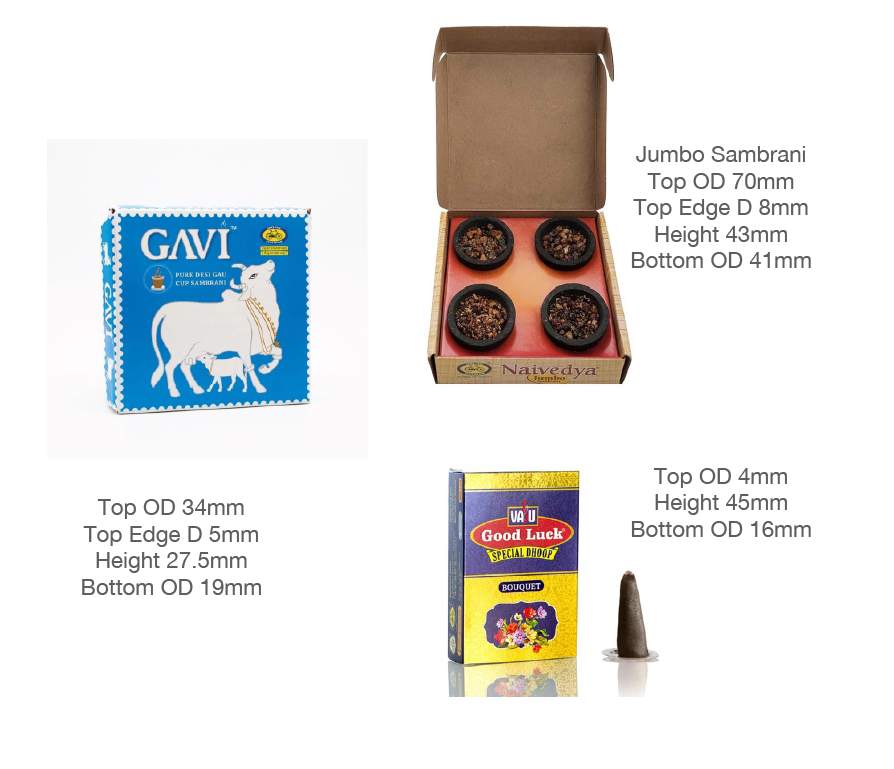 GAVI™
PURE DESI GAU
CUP SAMBRANI
GAVI
Top OD 34mm
Top Edge D 5mm
Height 27.5mm
Bottom OD 19mm
Jumbo Sambrani
Top OD 70mm
Top Edge D 8mm
Height 43mm
Bottom OD 41mm
Naivedya
Jumbo
VASU
Good Luck
SPECIAL DHOOP
BOUQUET
Top OD 4mm
Height 45mm
Bottom OD 16mm